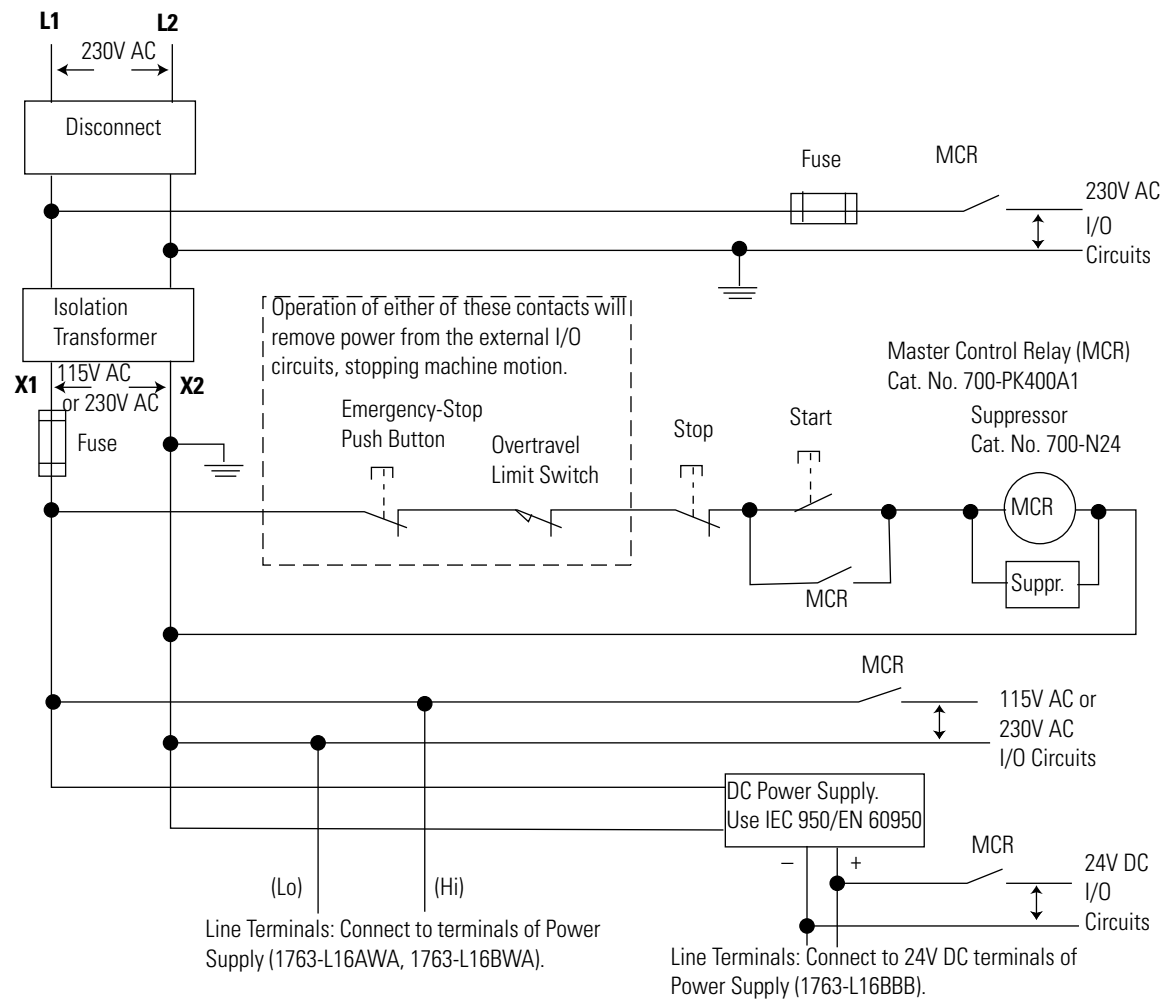 L1
L2
230V AC
Disconnect
Fuse
MCR
230V AC
I/O
Circuits
Isolation
Transformer
Operation of either of these contacts will
remove power from the external I/O
circuits, stopping machine motion.
X1
115V AC
or 230V AC
X2
Fuse
Emergency-Stop
Push Button
Overtravel
Limit Switch
Stop
Start
Master Control Relay (MCR)
Cat. No. 700-PK400A1
Suppressor
Cat. No. 700-N24
MCR
Suppr.
MCR
MCR
115V AC or
230V AC
I/O Circuits
DC Power Supply.
Use IEC 950/EN 60950
– +
MCR
24V DC
I/O
Circuits
(Lo)
(Hi)
Line Terminals: Connect to terminals of Power
Supply (1763-L16AWA, 1763-L16BWA).
Line Terminals: Connect to 24V DC terminals of
Power Supply (1763-L16BBB).